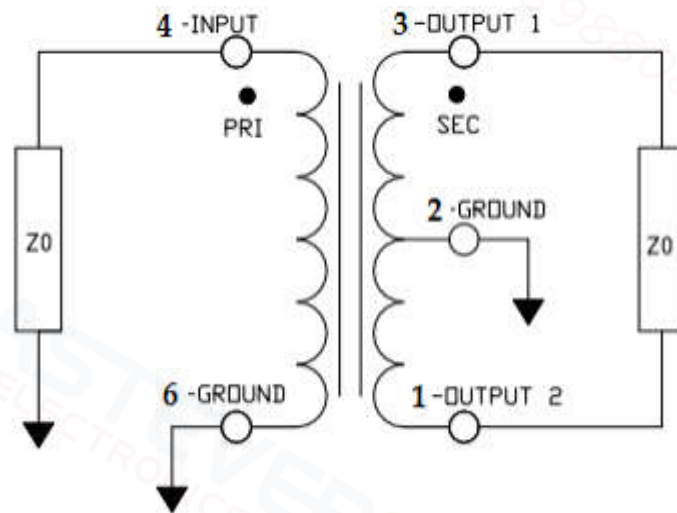 4 -INPUT
3 -OUTPUT 1
PRI
SEC
2 -GROUND
Z0
Z0
6 -GROUND
1 -OUTPUT 2